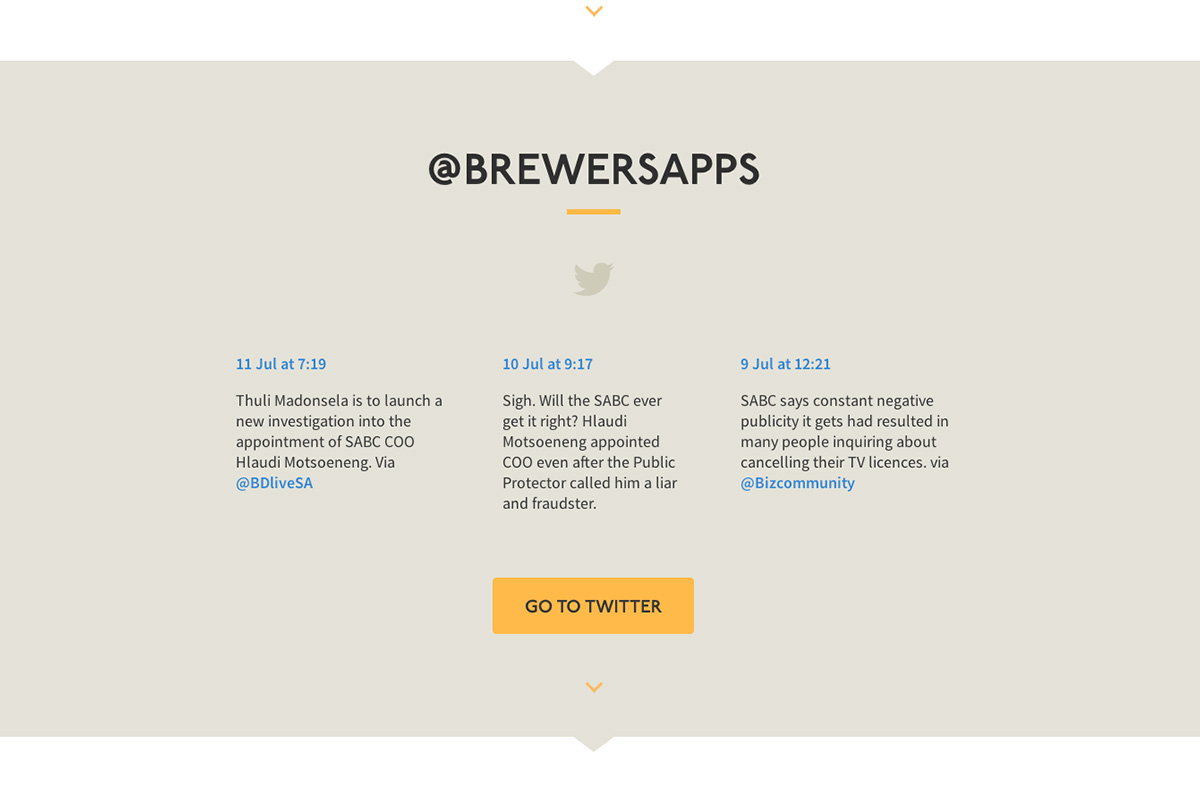 @BREWERSAPPS
11 Jul at 7:19
Thuli Madonsela is to launch a
new investigation into the
appointment of SABC COO
Hlaudi Motsoeneng. Via
@BDliveSA
10 Jul at 9:17
Sigh. Will the SABC ever
get it right? Hlaudi
Motsoeneng appointed
COO even after the Public
Protector called him a liar
and fraudster.
9 Jul at 12:21
SABC says constant negative
publicity it gets had resulted in
many people inquiring about
cancelling their TV licences. via
@Bizcommunity
GO TO TWITTER